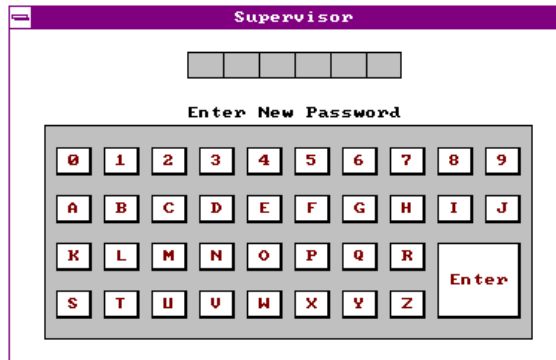 Supervisor
Enter New Password
0 1 2 3 4 5 6 7 8 9
A B C D E F G H I J
K L M N O P Q R
Enter
S T U V W X Y Z